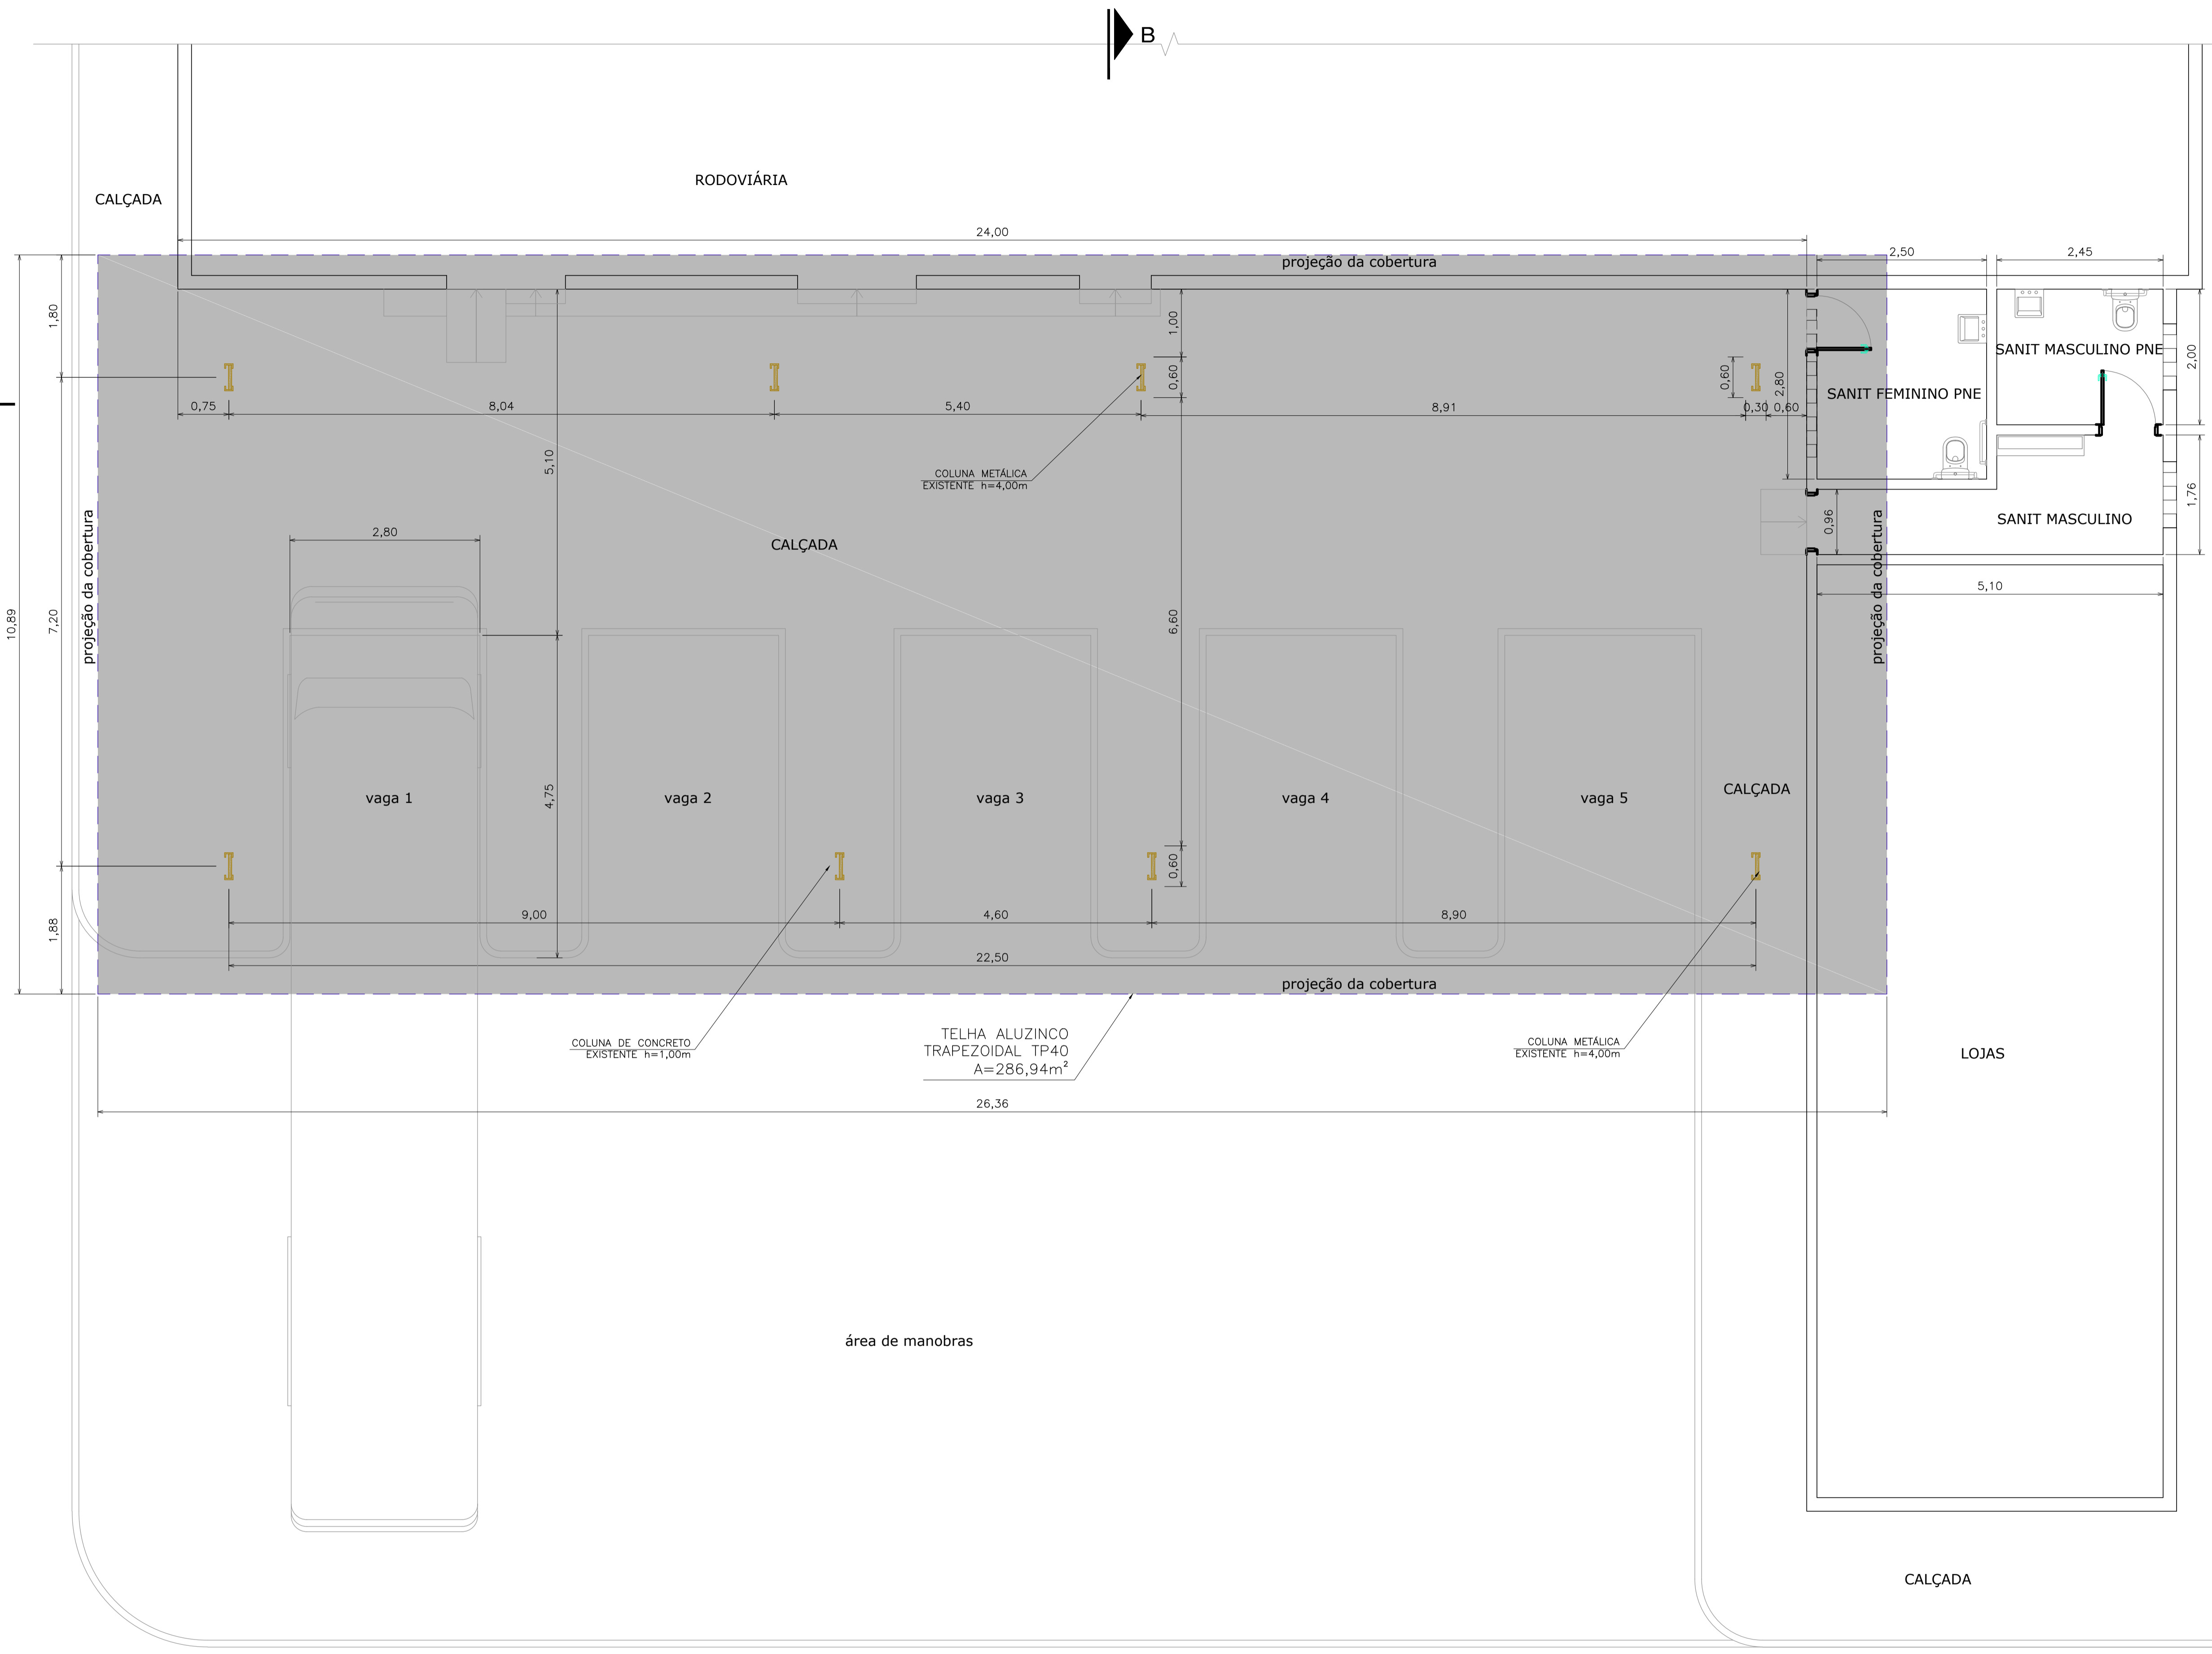 B
RODOVIÁRIA
CALÇADA
24,00
projeção da cobertura
2,50
2,45
1,80
1,00
0,60
0,60
2,80
SANIT MASCULINO PNE
2,00
SANIT FEMININO PNE
0,75
8,04
5,40
8,91
0,30
0,60
5,10
COLUNA METÁLICA
EXISTENTE h=4,00m
1,76
SANIT MASCULINO
0,96
2,80
CALÇADA
projeção da cobertura
projeção da cobertura
5,10
10,89
7,20
6,60
vaga 1
vaga 2
vaga 3
vaga 4
vaga 5
CALÇADA
4,75
0,60
1,88
9,00
4,60
8,90
22,50
projeção da cobertura
TELHA ALUZINCO
TRAPEZOIDAL TP40
A=286,94m²
COLUNA DE CONCRETO
EXISTENTE h=1,00m
COLUNA METÁLICA
EXISTENTE h=4,00m
LOJAS
26,36
área de manobras
CALÇADA